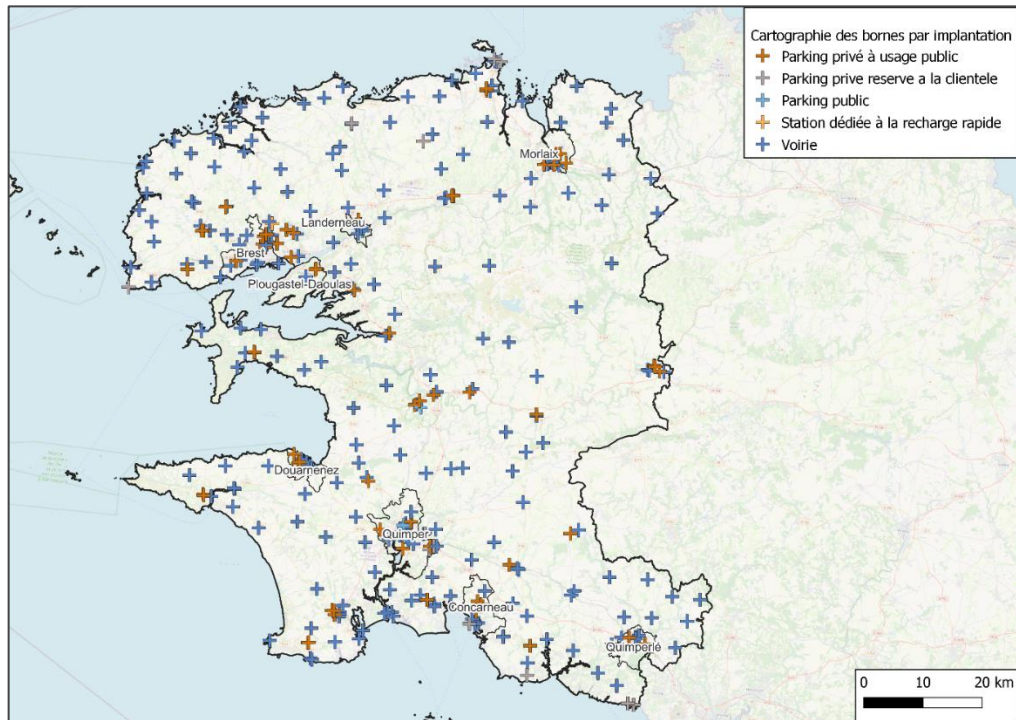 Cartographie des bornes par implantation
Parking privé à usage public
Parking prive reserve a la clientele
Parking public
Station dédiée à la recharge rapide
Voirie
Morlaix
Landerneau
Brest
Plougastel-Daoulas
Douarnenez
Quimper
Concarneau
Quimperlé
0 10 20 km